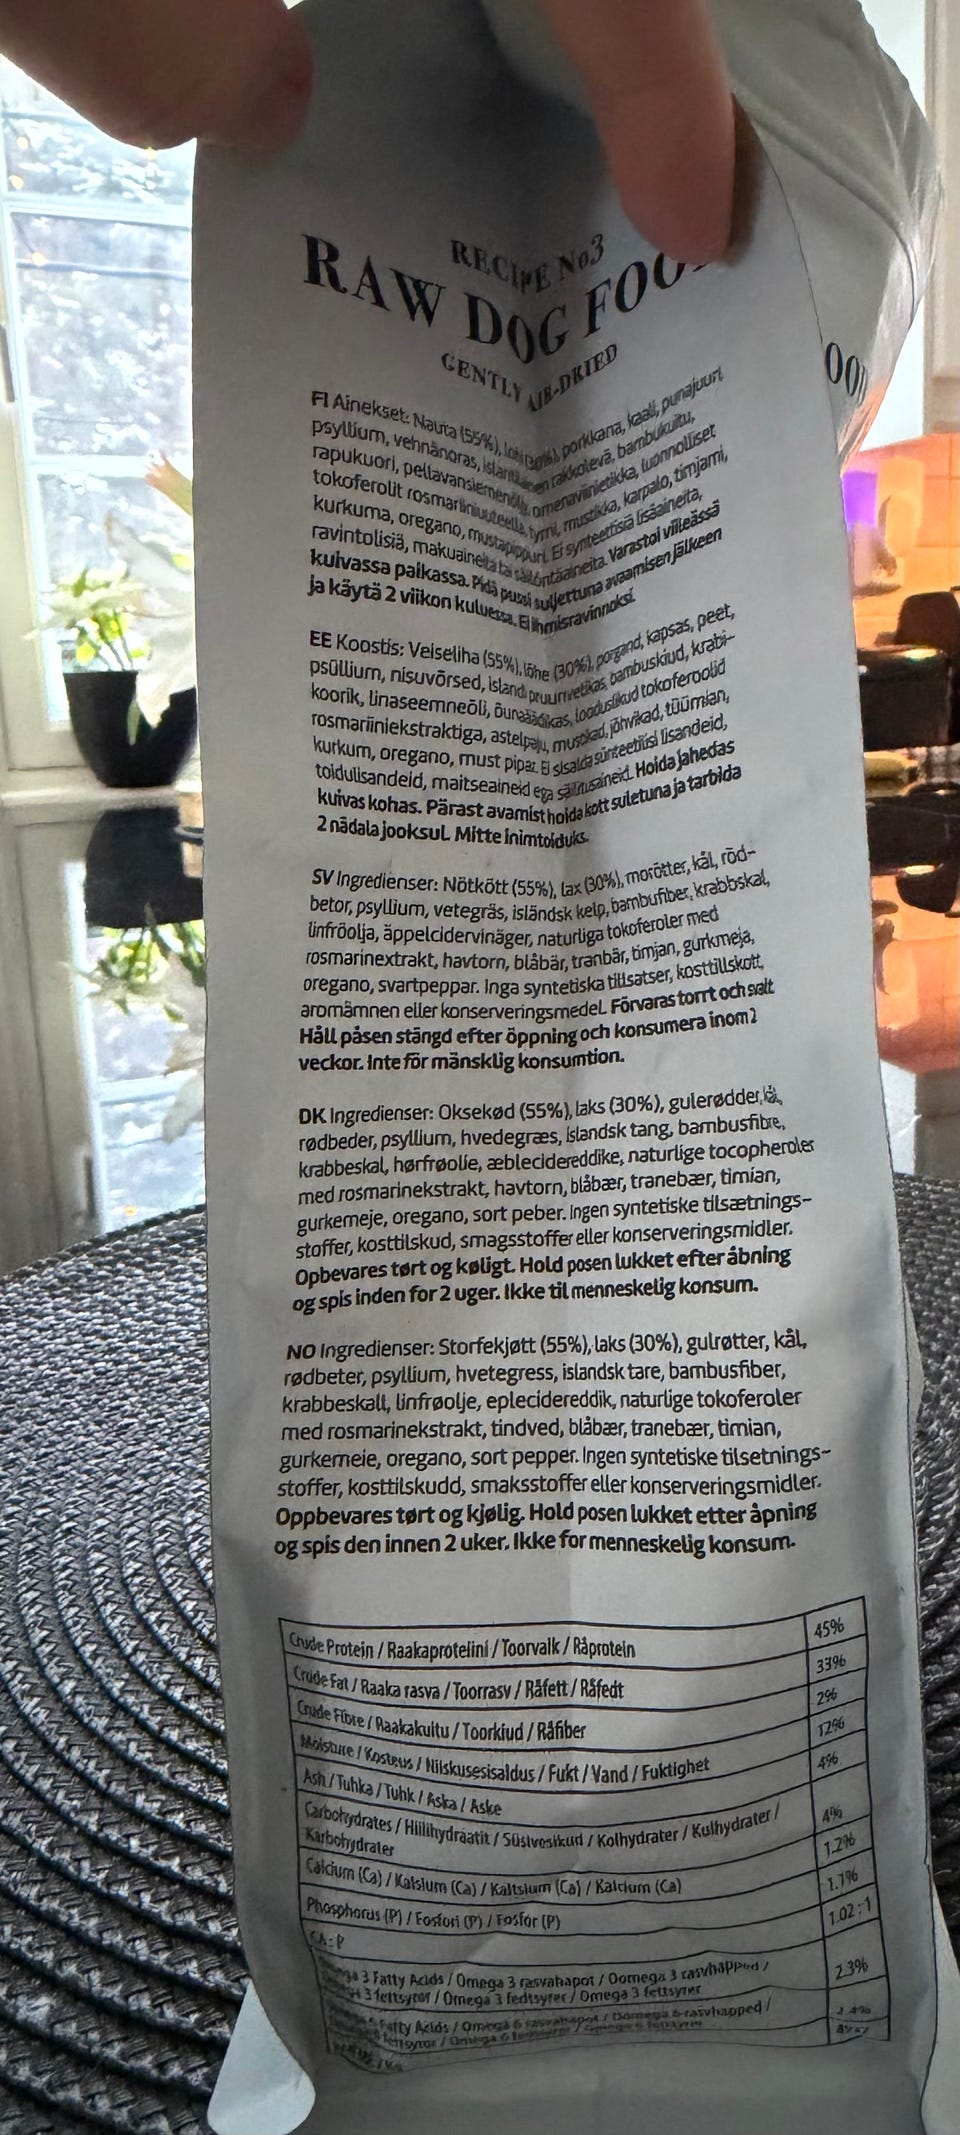 RECIPE No3
RAW DOG FOO
GENTLY AIR-DRIED
OOD
FI Ainekset: Nauta (55%), lohi (30%), porkkana, kaali, punajuuri,
psyllium, vehnänoras, islantilainen rakkolevä, bambukuitu,
rapukuori, pellavansiemenöljy, omenaviinietikka, luonnolliset
tokoferolit rosmariiniuutteella, tyrni, mustikka, karpalo, timjami,
kurkuma, oregano, mustapippuri. Ei synteettisiä lisäaineita,
ravintolisiä, makuaineita tai säilöntäaineita. Varastoi viileässä
kuivassa paikassa. Pidä pussi suljettuna avaamisen jälkeen
ja käytä 2 viikon kuluessa. Ei ihmisravinnoksi.
EE Koostis: Veiseliha (55%), lõhe (30%), porgand, kapsas, peet,
psüllium, nisuvõrsed, islandi pruunvetikas, bambuskiud, krabi-
koorik, linaseemneõli, õunaäädikas, looduslikud tokoferoolid
rosmariiniekstraktiga, astelpaju, mustikad, jõhvikad, tüümian,
kurkum, oregano, must pipar. Ei sisalda sünteetilisi lisandeid,
toidulisandeid, maitseaineid ega säilitusaineid. Hoida jahedas
kuivas kohas. Pärast avamist hoida kott suletuna ja tarbida
2 nädala jooksul. Mitte inimtoiduks.
SV Ingredienser: Nötkött (55%), lax (30%), morötter, kål, röd-
betor, psyllium, vetegräs, isländsk kelp, bambufiber, krabbskal,
linfröolja, äppelcidervinäger, naturliga tokoferoler med
rosmarinextrakt, havtorn, blåbär, tranbär, timjan, gurkmeja,
oregano, svartpeppar. Inga syntetiska tillsatser, kosttillskott,
aromämnen eller konserveringsmedel. Förvaras torrt och svalt.
Håll påsen stängd efter öppning och konsumera inom 2
veckor. Inte för mänsklig konsumtion.
DK Ingredienser: Oksekød (55%), laks (30%), gulerødder, kål,
rødbeder, psyllium, hvedegræs, islandsk tang, bambusfibre,
krabbeskal, hørfrøolie, æblecidereddike, naturlige tocopheroler
med rosmarinekstrakt, havtorn, blåbær, tranebær, timian,
gurkemeje, oregano, sort peber. Ingen syntetiske tilsætnings-
stoffer, kosttilskud, smagsstoffer eller konserveringsmidler.
Opbevares tørt og køligt. Hold posen lukket efter åbning
og spis inden for 2 uger. Ikke til menneskelig konsum.
NO Ingredienser: Storfekjøtt (55%), laks (30%), gulrøtter, kål,
rødbeter, psyllium, hvetegress, islandsk tare, bambusfiber,
krabbeskall, linfrøolje, eplecidereddik, naturlige tokoferoler
med rosmarinekstrakt, tindved, blåbær, tranebær, timian,
gurkemeie, oregano, sort pepper. Ingen syntetiske tilsetnings-
stoffer, kosttilskudd, smaksstoffer eller konserveringsmidler.
Oppbevares tørt og kjølig. Hold posen lukket etter åpning
og spis den innen 2 uker. Ikke for menneskelig konsum.
Crude Protein / Raakaproteiini / Toorvalk / Råprotein 45%
Crude Fat / Raaka rasva / Toorrasv / Råfett / Råfedt 33%
Crude Fibre / Raakakuitu / Toorkiud / Råfiber 2%
Moisture / Kosteus / Niiskusesisaldus / Fukt / Vand / Fuktighet 12%
Ash / Tuhka / Tuhk / Aska / Aske 4%
Carbohydrates / Hiilihydraatit / Süsivesikud / Kolhydrater / Kulhydrater /
Karbohydrater 4%
Calcium (Ca) / Kalsium (Ca) / Kaltsium (Ca) / Kalcium (Ca) 1.2%
Phosphorus (P) / Fosfori (P) / Fosfor (P) 1.1%
CA:P 1.02:1
3 Fatty Acids / Omega 3 rasvahapot / Oomega 3 rasvhapped /
3 fettsyror / Omega 3 fedtsyrer / Omega 3 fettsyrer 2.3%
Fatty Acids / Omega 6 rasvahapot / Oomega 6 rasvhapped /
fettsyror / Omega 6